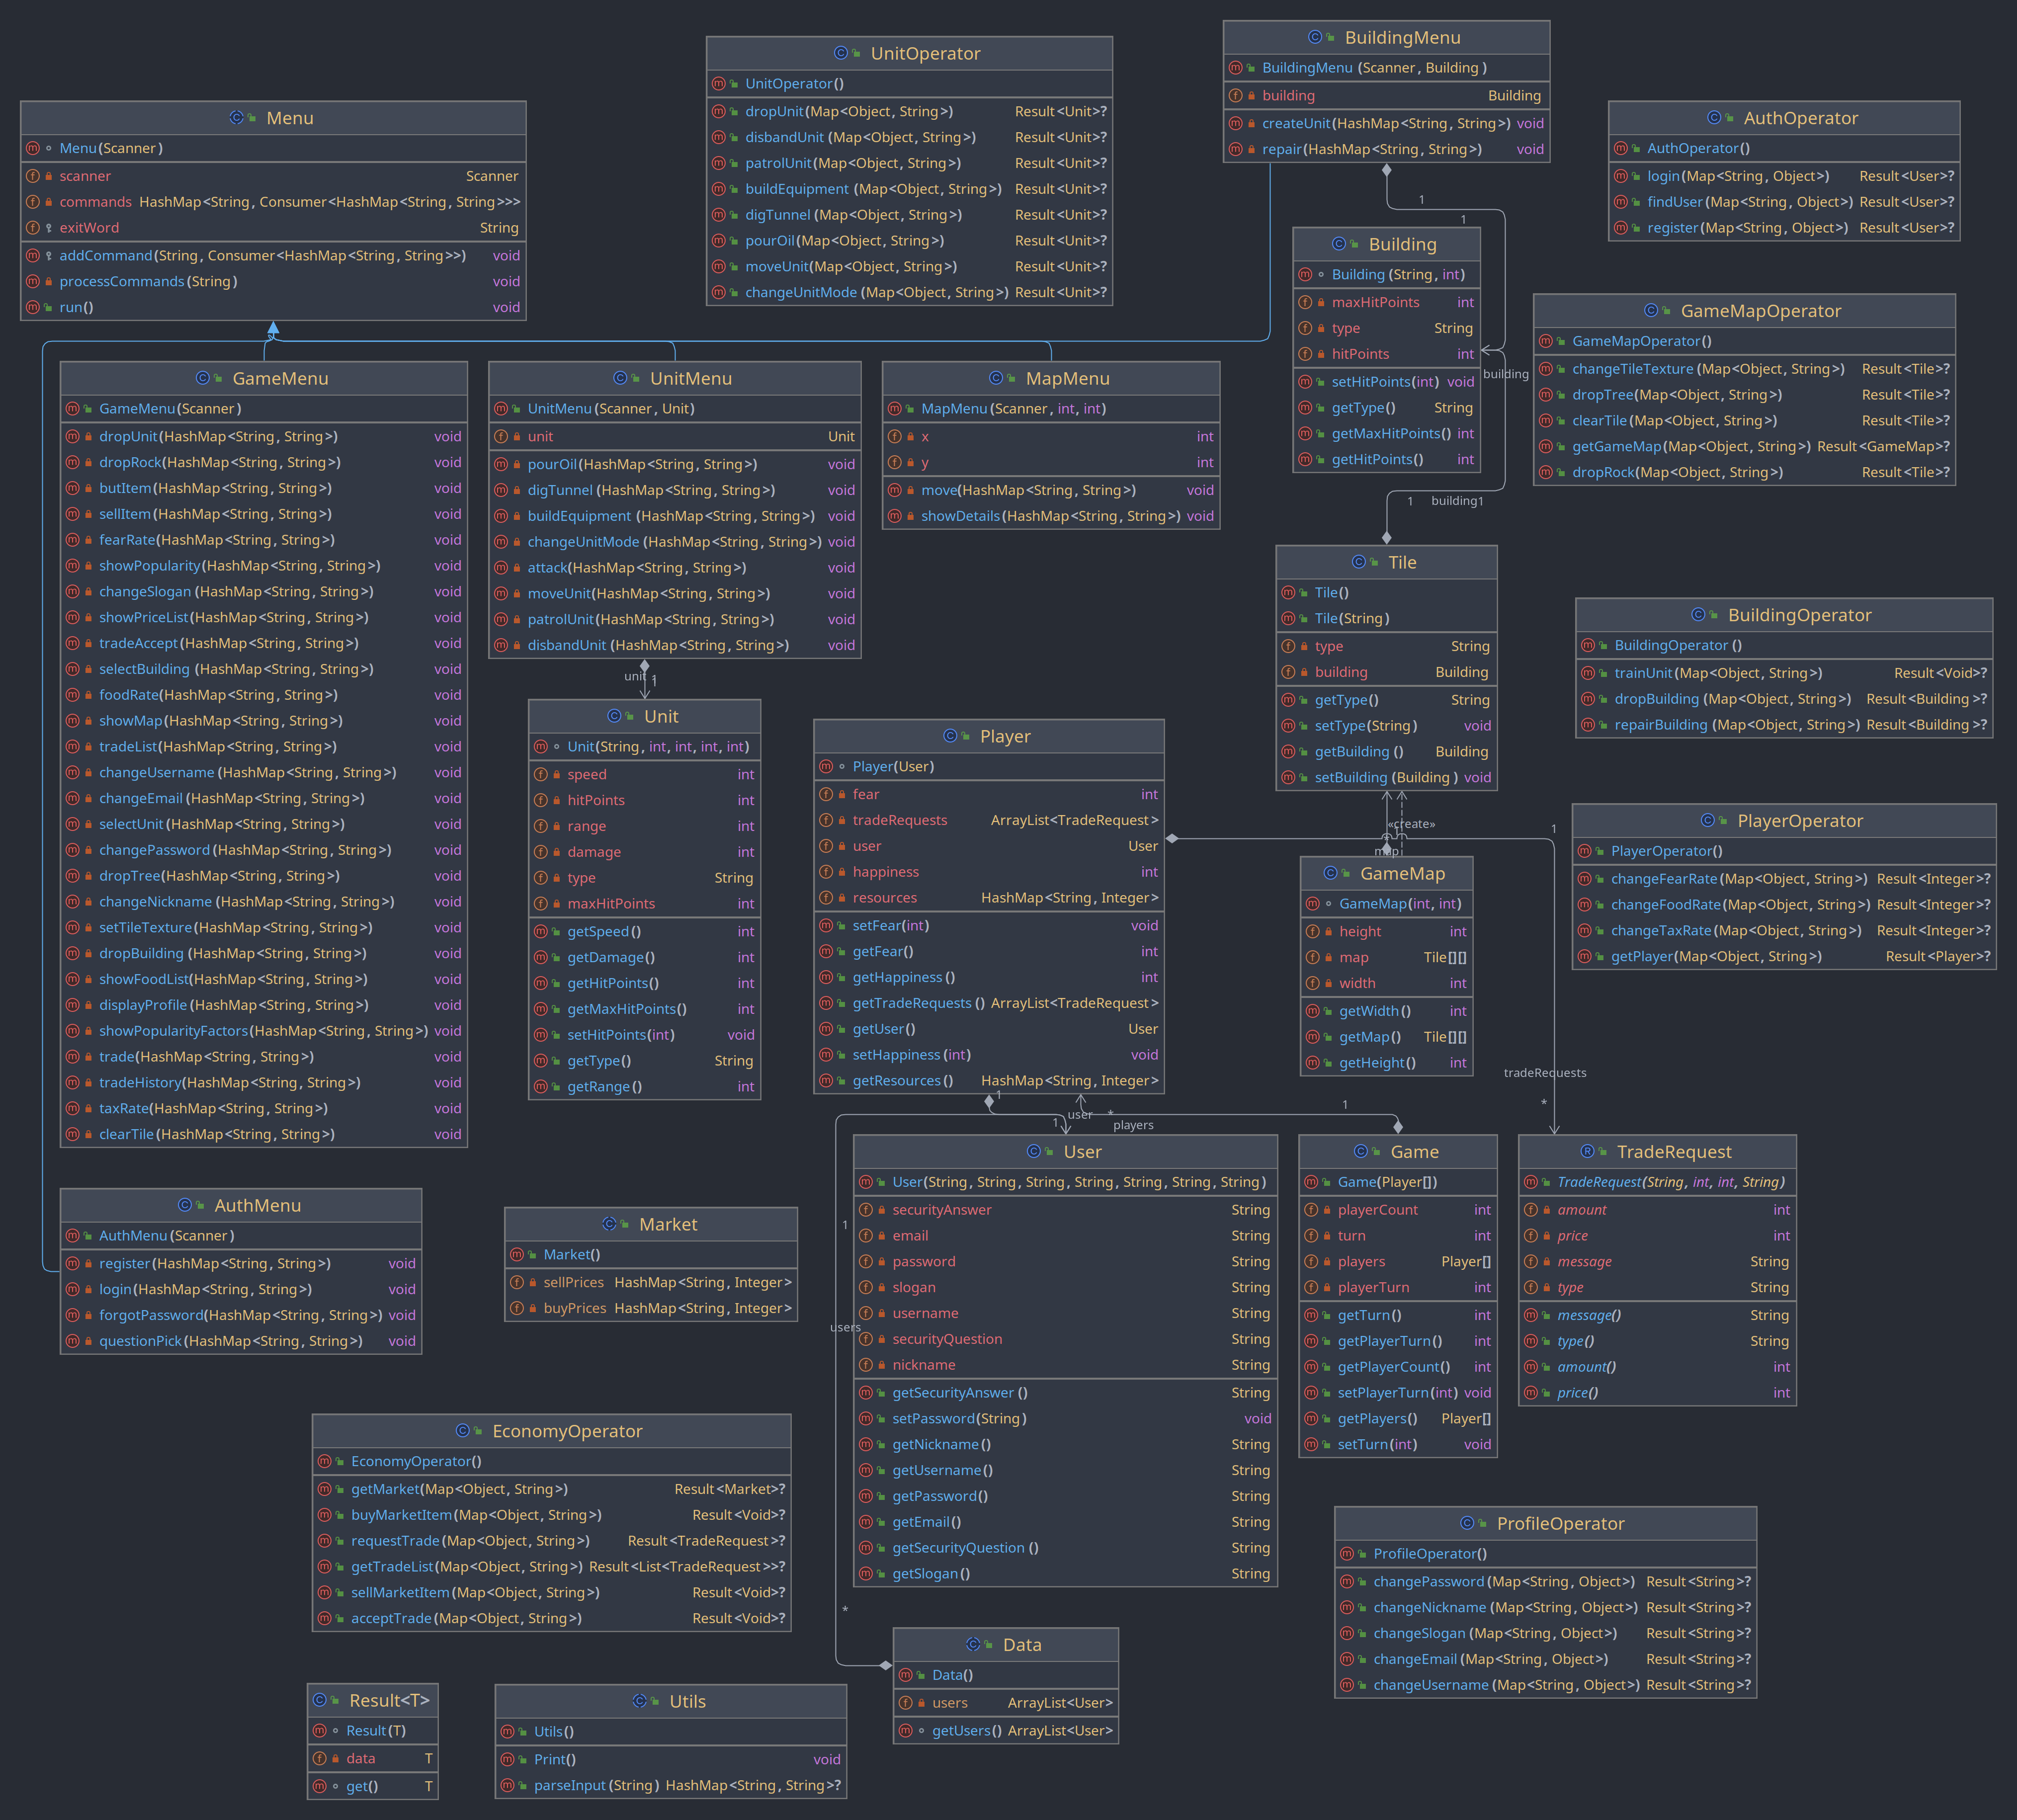 Menu
Menu(Scanner)
scanner Scanner
commands HashMap<String, Consumer<HashMap<String, String>>>
exitWord String
addCommand(String, Consumer<HashMap<String, String>>) void
processCommands(String) void
run() void
UnitOperator
UnitOperator()
dropUnit(Map<Object, String>) Result<Unit>?
disbandUnit(Map<Object, String>) Result<Unit>?
patrolUnit(Map<Object, String>) Result<Unit>?
buildEquipment(Map<Object, String>) Result<Unit>?
digTunnel(Map<Object, String>) Result<Unit>?
pourOil(Map<Object, String>) Result<Unit>?
moveUnit(Map<Object, String>) Result<Unit>?
changeUnitMode(Map<Object, String>) Result<Unit>?
BuildingMenu
BuildingMenu(Scanner, Building)
building Building
createUnit(HashMap<String, String>) void
repair(HashMap<String, String>) void
1
1
building
AuthOperator
AuthOperator()
login(Map<String, Object>) Result<User>?
findUser(Map<String, Object>) Result<User>?
register(Map<String, Object>) Result<User>?
Building
Building(String, int)
maxHitPoints int
type String
hitPoints int
setHitPoints(int) void
getType() String
getMaxHitPoints() int
getHitPoints() int
1
building1
GameMapOperator
GameMapOperator()
changeTileTexture(Map<Object, String>) Result<Tile>?
dropTree(Map<Object, String>) Result<Tile>?
clearTile(Map<Object, String>) Result<Tile>?
getGameMap(Map<Object, String>) Result<GameMap>?
dropRock(Map<Object, String>) Result<Tile>?
GameMenu
GameMenu(Scanner)
dropUnit(HashMap<String, String>) void
dropRock(HashMap<String, String>) void
butItem(HashMap<String, String>) void
sellItem(HashMap<String, String>) void
fearRate(HashMap<String, String>) void
showPopularity(HashMap<String, String>) void
changeSlogan(HashMap<String, String>) void
showPriceList(HashMap<String, String>) void
tradeAccept(HashMap<String, String>) void
selectBuilding(HashMap<String, String>) void
foodRate(HashMap<String, String>) void
showMap(HashMap<String, String>) void
tradeList(HashMap<String, String>) void
changeUsername(HashMap<String, String>) void
changeEmail(HashMap<String, String>) void
selectUnit(HashMap<String, String>) void
changePassword(HashMap<String, String>) void
dropTree(HashMap<String, String>) void
changeNickname(HashMap<String, String>) void
setTileTexture(HashMap<String, String>) void
dropBuilding(HashMap<String, String>) void
showFoodList(HashMap<String, String>) void
displayProfile(HashMap<String, String>) void
showPopularityFactors(HashMap<String, String>) void
trade(HashMap<String, String>) void
tradeHistory(HashMap<String, String>) void
taxRate(HashMap<String, String>) void
clearTile(HashMap<String, String>) void
UnitMenu
UnitMenu(Scanner, Unit)
unit Unit
pourOil(HashMap<String, String>) void
digTunnel(HashMap<String, String>) void
buildEquipment(HashMap<String, String>) void
changeUnitMode(HashMap<String, String>) void
attack(HashMap<String, String>) void
moveUnit(HashMap<String, String>) void
patrolUnit(HashMap<String, String>) void
disbandUnit(HashMap<String, String>) void
unit 1
MapMenu
MapMenu(Scanner, int, int)
x int
y int
move(HashMap<String, String>) void
showDetails(HashMap<String, String>) void
Tile
Tile()
Tile(String)
type String
building Building
getType() String
setType(String) void
getBuilding() Building
setBuilding(Building) void
«create»
map
BuildingOperator
BuildingOperator()
trainUnit(Map<Object, String>) Result<Void>?
dropBuilding(Map<Object, String>) Result<Building>?
repairBuilding(Map<Object, String>) Result<Building>?
Unit
Unit(String, int, int, int, int)
speed int
hitPoints int
range int
damage int
type String
maxHitPoints int
getSpeed() int
getDamage() int
getHitPoints() int
getMaxHitPoints() int
setHitPoints(int) void
getType() String
getRange() int
Player
Player(User)
fear int
tradeRequests ArrayList<TradeRequest>
user User
happiness int
resources HashMap<String, Integer>
setFear(int) void
getFear() int
getHappiness() int
getTradeRequests() ArrayList<TradeRequest>
getUser() User
setHappiness(int) void
getResources() HashMap<String, Integer>
1
1
user
*
players
1
GameMap
GameMap(int, int)
height int
map Tile[][]
width int
getWidth() int
getMap() Tile[][]
getHeight() int
PlayerOperator
PlayerOperator()
changeFearRate(Map<Object, String>) Result<Integer>?
changeFoodRate(Map<Object, String>) Result<Integer>?
changeTaxRate(Map<Object, String>) Result<Integer>?
getPlayer(Map<Object, String>) Result<Player>?
1
tradeRequests
*
AuthMenu
AuthMenu(Scanner)
register(HashMap<String, String>) void
login(HashMap<String, String>) void
forgotPassword(HashMap<String, String>) void
questionPick(HashMap<String, String>) void
Market
Market()
sellPrices HashMap<String, Integer>
buyPrices HashMap<String, Integer>
User
User(String, String, String, String, String, String, String)
securityAnswer String
email String
password String
slogan String
username String
securityQuestion String
nickname String
getSecurityAnswer() String
setPassword(String) void
getNickname() String
getUsername() String
getPassword() String
getEmail() String
getSecurityQuestion() String
getSlogan() String
1
users
*
Game
Game(Player[])
playerCount int
turn int
players Player[]
playerTurn int
getTurn() int
getPlayerTurn() int
getPlayerCount() int
setPlayerTurn(int) void
getPlayers() Player[]
setTurn(int) void
TradeRequest
TradeRequest(String, int, int, String)
amount int
price int
message String
type String
message() String
type() String
amount() int
price() int
EconomyOperator
EconomyOperator()
getMarket(Map<Object, String>) Result<Market>?
buyMarketItem(Map<Object, String>) Result<Void>?
requestTrade(Map<Object, String>) Result<TradeRequest>?
getTradeList(Map<Object, String>) Result<List<TradeRequest>>?
sellMarketItem(Map<Object, String>) Result<Void>?
acceptTrade(Map<Object, String>) Result<Void>?
ProfileOperator
ProfileOperator()
changePassword(Map<String, Object>) Result<String>?
changeNickname(Map<String, Object>) Result<String>?
changeSlogan(Map<String, Object>) Result<String>?
changeEmail(Map<String, Object>) Result<String>?
changeUsername(Map<String, Object>) Result<String>?
Data
Data()
users ArrayList<User>
getUsers() ArrayList<User>
Result<T>
Result(T)
data T
get() T
Utils
Utils()
Print() void
parseInput(String) HashMap<String, String>?